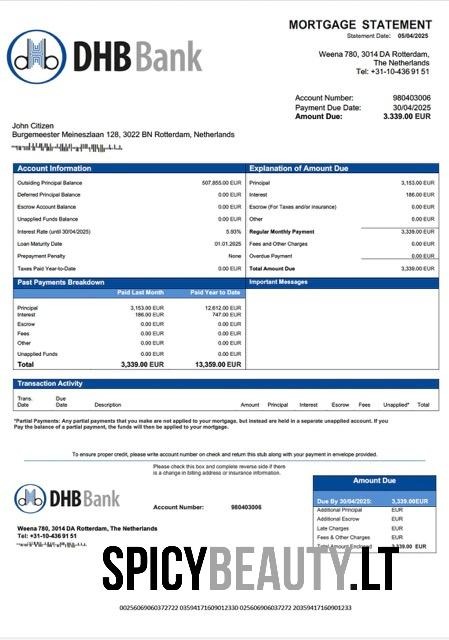 MORTGAGE STATEMENT
Statement Date: 05/04/2025
DHB Bank
Weena 780, 3014 DA Rotterdam,
The Netherlands
Tel: +31-10-436 91 51
Account Number: 980403006
Payment Due Date: 30/04/2025
Amount Due: 3.339.00 EUR
John Citizen
Burgemeester Meineszlaan 128, 3022 BN Rotterdam, Netherlands
Account Information
Outsiding Principal Balance 507,855.00 EUR
Deferred Principal Balance 0.00 EUR
Escrow Account Balance 0.00 EUR
Unapplied Funds Balance 0.00 EUR
Interest Rate (until 30/04/2025) 5.93%
Loan Maturity Date 01.01.2025
Prepayment Penalty None
Taxes Paid Year-to-Date 0.00 EUR
Explanation of Amount Due
Principal 3,153.00 EUR
Interest 186.00 EUR
Escrow (For Taxes and/or insurance) 0.00 EUR
Other 0.00 EUR
Regular Monthly Payment 3,339.00 EUR
Fees and Other Charges 0.00 EUR
Overdue Payment 0.00 EUR
Total Amount Due 3,339.00 EUR
Past Payments Breakdown
Paid Last Month Paid Year to Date
Principal 3,153.00 EUR 12,612.00 EUR
Interest 186.00 EUR 747.00 EUR
Escrow 0.00 EUR 0.00 EUR
Fees 0.00 EUR 0.00 EUR
Other 0.00 EUR 0.00 EUR
Unapplied Funds 0.00 EUR 0.00 EUR
Total 3,339.00 EUR 13,359.00 EUR
Important Messages
Transaction Activity
Trans. Date Due Date Description Amount Principal Interest Escrow Fees Unapplied* Total
*Partial Payments: Any partial payments that you make are not applied to your mortgage, but instead are held in a separate unapplied account. If you
Pay the balance of a partial payment, the funds will then be applied to your mortgage.
To ensure proper credit, please write account number on check and return this stub along with your payment in envelope provided.
Please check this box and complete reverse side if there
is a change in billing address or insurance information.
DHB Bank
Account Number: 980403006
Weena 780, 3014 DA Rotterdam, The Netherlands
Tel: +31-10-436 91 51
Amount Due
Due By 30/04/2025: 3,339.00EUR
Additional Principal EUR
Additional Escrow EUR
Late Charges EUR
Fees & Other Charges EUR
Total Amount Enclosed 3,339.00 EUR
SPICYBEAUTY.LT
00256069060372722 03594171609012330 0256069060372272 20359417160901233